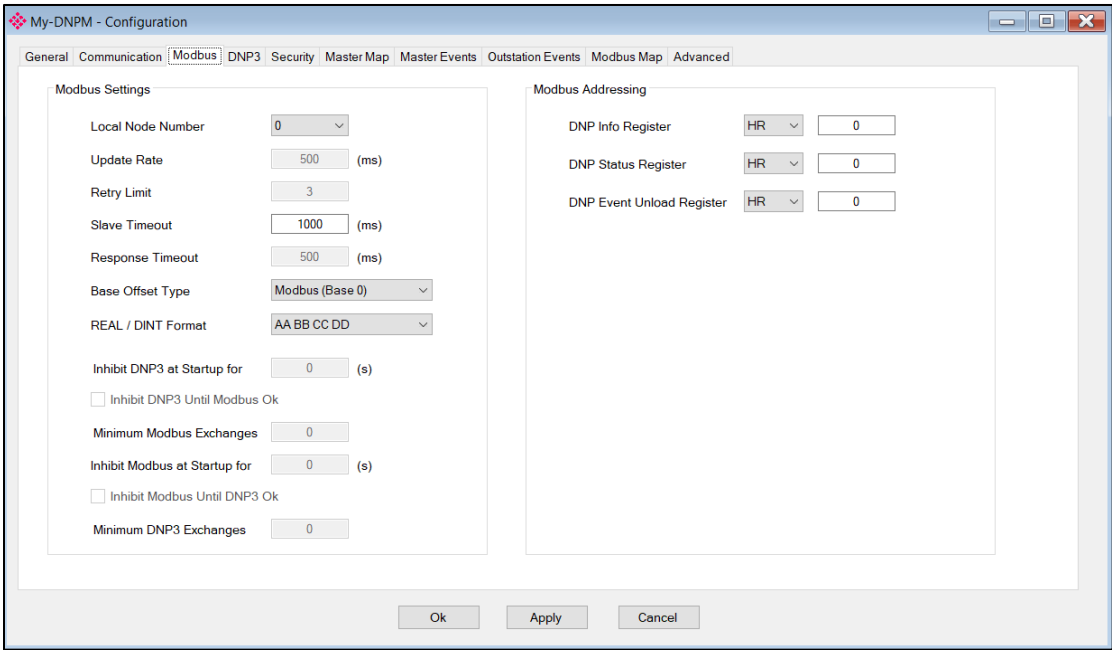 My-DNPM - Configuration
General Communication Modbus DNP3 Security Master Map Master Events Outstation Events Modbus Map Advanced
Modbus Settings
Local Node Number 0
Update Rate 500 (ms)
Retry Limit 3
Slave Timeout 1000 (ms)
Response Timeout 500 (ms)
Base Offset Type Modbus (Base 0)
REAL / DINT Format AA BB CC DD
Inhibit DNP3 at Startup for 0 (s)
Inhibit DNP3 Until Modbus Ok
Minimum Modbus Exchanges 0
Inhibit Modbus at Startup for 0 (s)
Inhibit Modbus Until DNP3 Ok
Minimum DNP3 Exchanges 0
Modbus Addressing
DNP Info Register HR 0
DNP Status Register HR 0
DNP Event Unload Register HR 0
Ok Apply Cancel